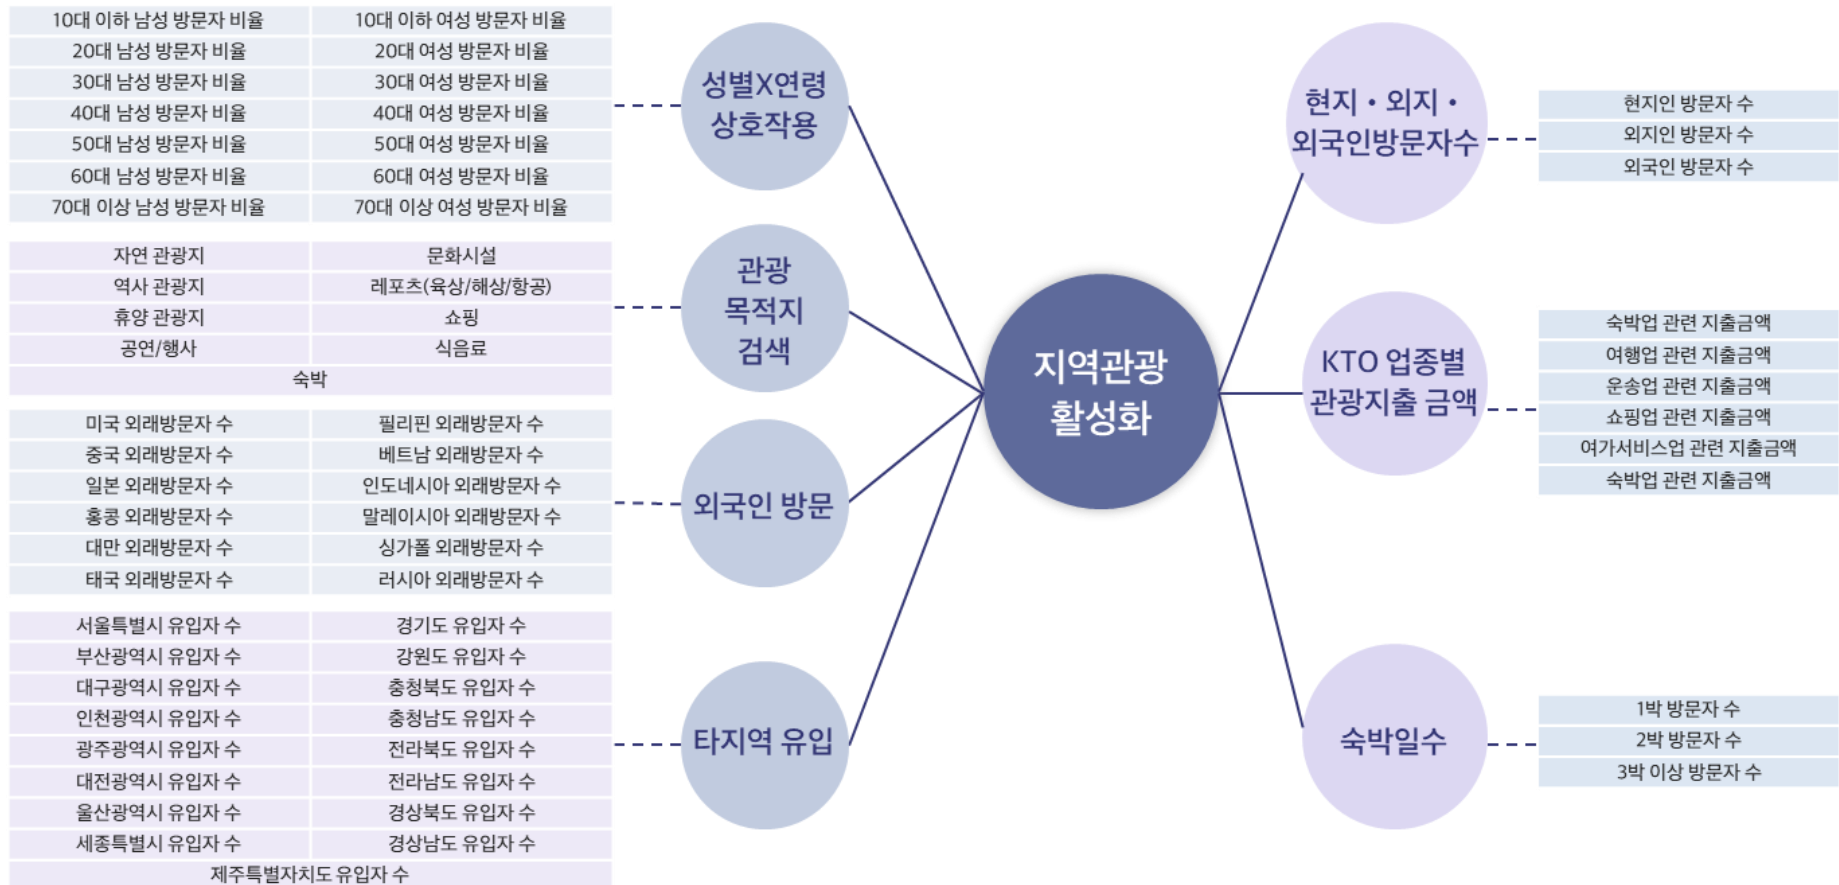 10대 이하 남성 방문자 비율
10대 이하 여성 방문자 비율
20대 남성 방문자 비율
20대 여성 방문자 비율
30대 남성 방문자 비율
30대 여성 방문자 비율
40대 남성 방문자 비율
40대 여성 방문자 비율
50대 남성 방문자 비율
50대 여성 방문자 비율
60대 남성 방문자 비율
60대 여성 방문자 비율
70대 이상 남성 방문자 비율
70대 이상 여성 방문자 비율
성별X연령
상호작용
자연 관광지
문화시설
역사 관광지
레포츠(육상/해상/항공)
휴양 관광지
쇼핑
공연/행사
식음료
숙박
관광
목적지
검색
미국 외래방문자 수
필리핀 외래방문자 수
중국 외래방문자 수
베트남 외래방문자 수
일본 외래방문자 수
인도네시아 외래방문자 수
홍콩 외래방문자 수
말레이시아 외래방문자 수
대만 외래방문자 수
싱가폴 외래방문자 수
태국 외래방문자 수
러시아 외래방문자 수
외국인 방문
서울특별시 유입자 수
경기도 유입자 수
부산광역시 유입자 수
강원도 유입자 수
대구광역시 유입자 수
충청북도 유입자 수
인천광역시 유입자 수
충청남도 유입자 수
광주광역시 유입자 수
전라북도 유입자 수
대전광역시 유입자 수
전라남도 유입자 수
울산광역시 유입자 수
경상북도 유입자 수
세종특별시 유입자 수
경상남도 유입자 수
제주특별자치도 유입자 수
타지역 유입
지역관광
활성화
현지・외지・
외국인방문자수
현지인 방문자 수
외지인 방문자 수
외국인 방문자 수
KTO 업종별
관광지출 금액
숙박업 관련 지출금액
여행업 관련 지출금액
운송업 관련 지출금액
쇼핑업 관련 지출금액
여가서비스업 관련 지출금액
숙박업 관련 지출금액
숙박일수
1박 방문자 수
2박 방문자 수
3박 이상 방문자 수